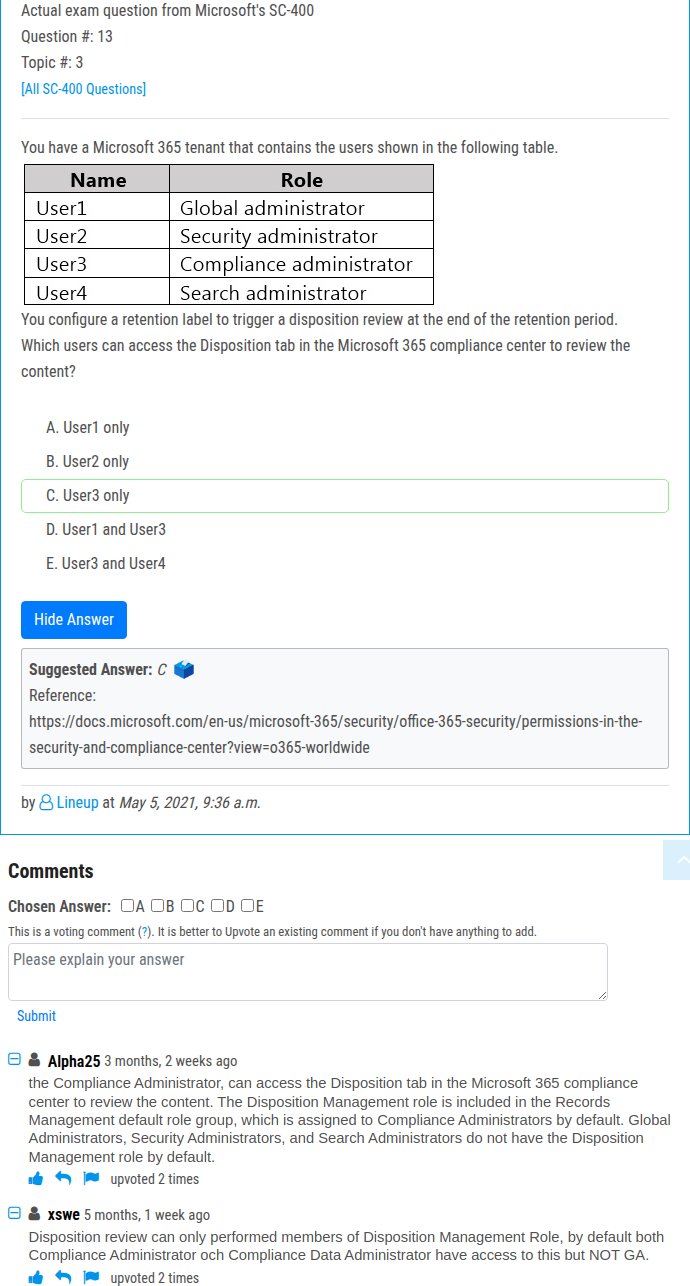 Actual exam question from Microsoft's SC-400
Question #: 13
Topic #: 3
[All SC-400 Questions]
You have a Microsoft 365 tenant that contains the users shown in the following table.
Name Role
User1 Global administrator
User2 Security administrator
User3 Compliance administrator
User4 Search administrator
You configure a retention label to trigger a disposition review at the end of the retention period.
Which users can access the Disposition tab in the Microsoft 365 compliance center to review the
content?
A. User1 only
B. User2 only
C. User3 only
D. User1 and User3
E. User3 and User4
Hide Answer
Suggested Answer: C
Reference:
https://docs.microsoft.com/en-us/microsoft-365/security/office-365-security/permissions-in-the-
security-and-compliance-center?view=o365-worldwide
by Lineup at May 5, 2021, 9:36 a.m.
Comments
Chosen Answer: A B C D E
This is a voting comment (?). It is better to Upvote an existing comment if you don't have anything to add.
Please explain your answer
Submit
Alpha25 3 months, 2 weeks ago
the Compliance Administrator, can access the Disposition tab in the Microsoft 365 compliance
center to review the content. The Disposition Management role is included in the Records
Management default role group, which is assigned to Compliance Administrators by default. Global
Administrators, Security Administrators, and Search Administrators do not have the Disposition
Management role by default.
upvoted 2 times
xswe 5 months, 1 week ago
Disposition review can only performed members of Disposition Management Role, by default both
Compliance Administrator och Compliance Data Administrator have access to this but NOT GA.
upvoted 2 times